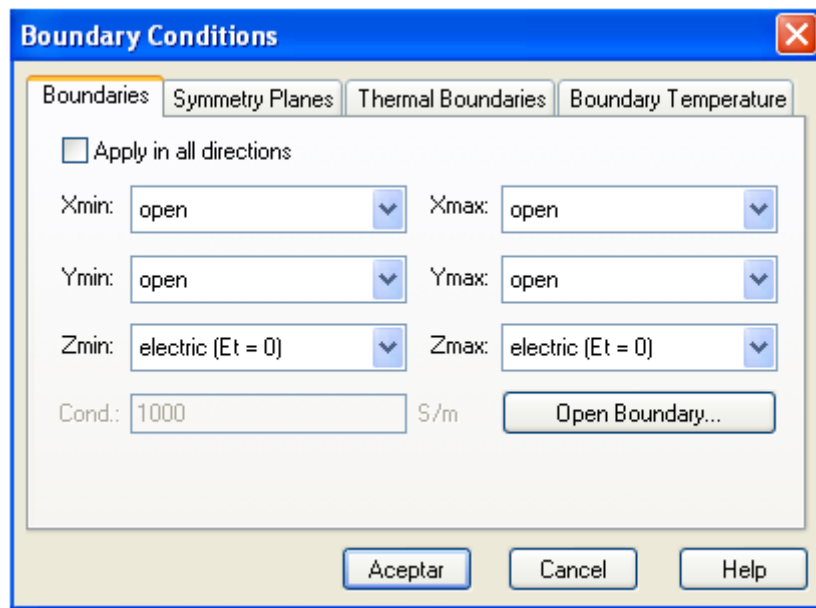 Boundary Conditions
Boundaries Symmetry Planes Thermal Boundaries Boundary Temperature
Apply in all directions
Xmin: open Xmax: open
Ymin: open Ymax: open
Zmin: electric (Et = 0) Zmax: electric (Et = 0)
Cond.: 1000 S/m Open Boundary...
Aceptar Cancel Help